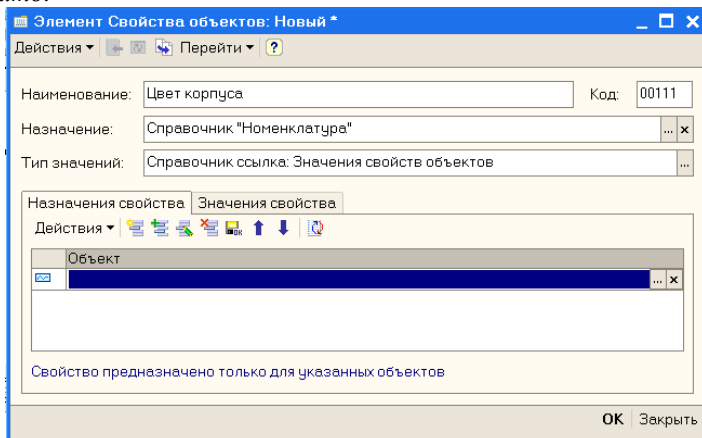 Элемент Свойства объектов: Новый *
Действия Перейти ?
Наименование: Цвет корпуса Код: 00111
Назначение: Справочник "Номенклатура" ... x
Тип значений: Справочник ссылка: Значения свойств объектов ...
Назначения свойства Значения свойства
Действия
Объект
... x
Свойство предназначено только для указанных объектов
OK Закрыть